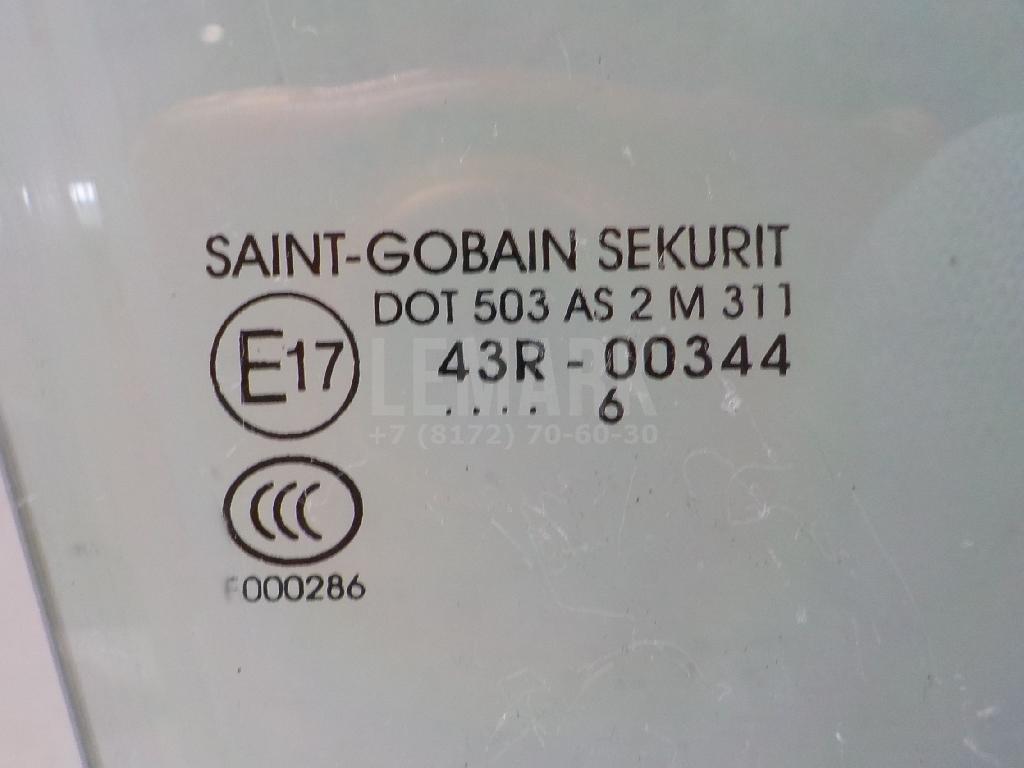 SAINT-GOBAIN SEKURIT
DOT 503 AS 2 M 311
E17
43R - 00344
. . . . 6
LEMARK
+7 (8172) 70-60-30
CCC
F000286